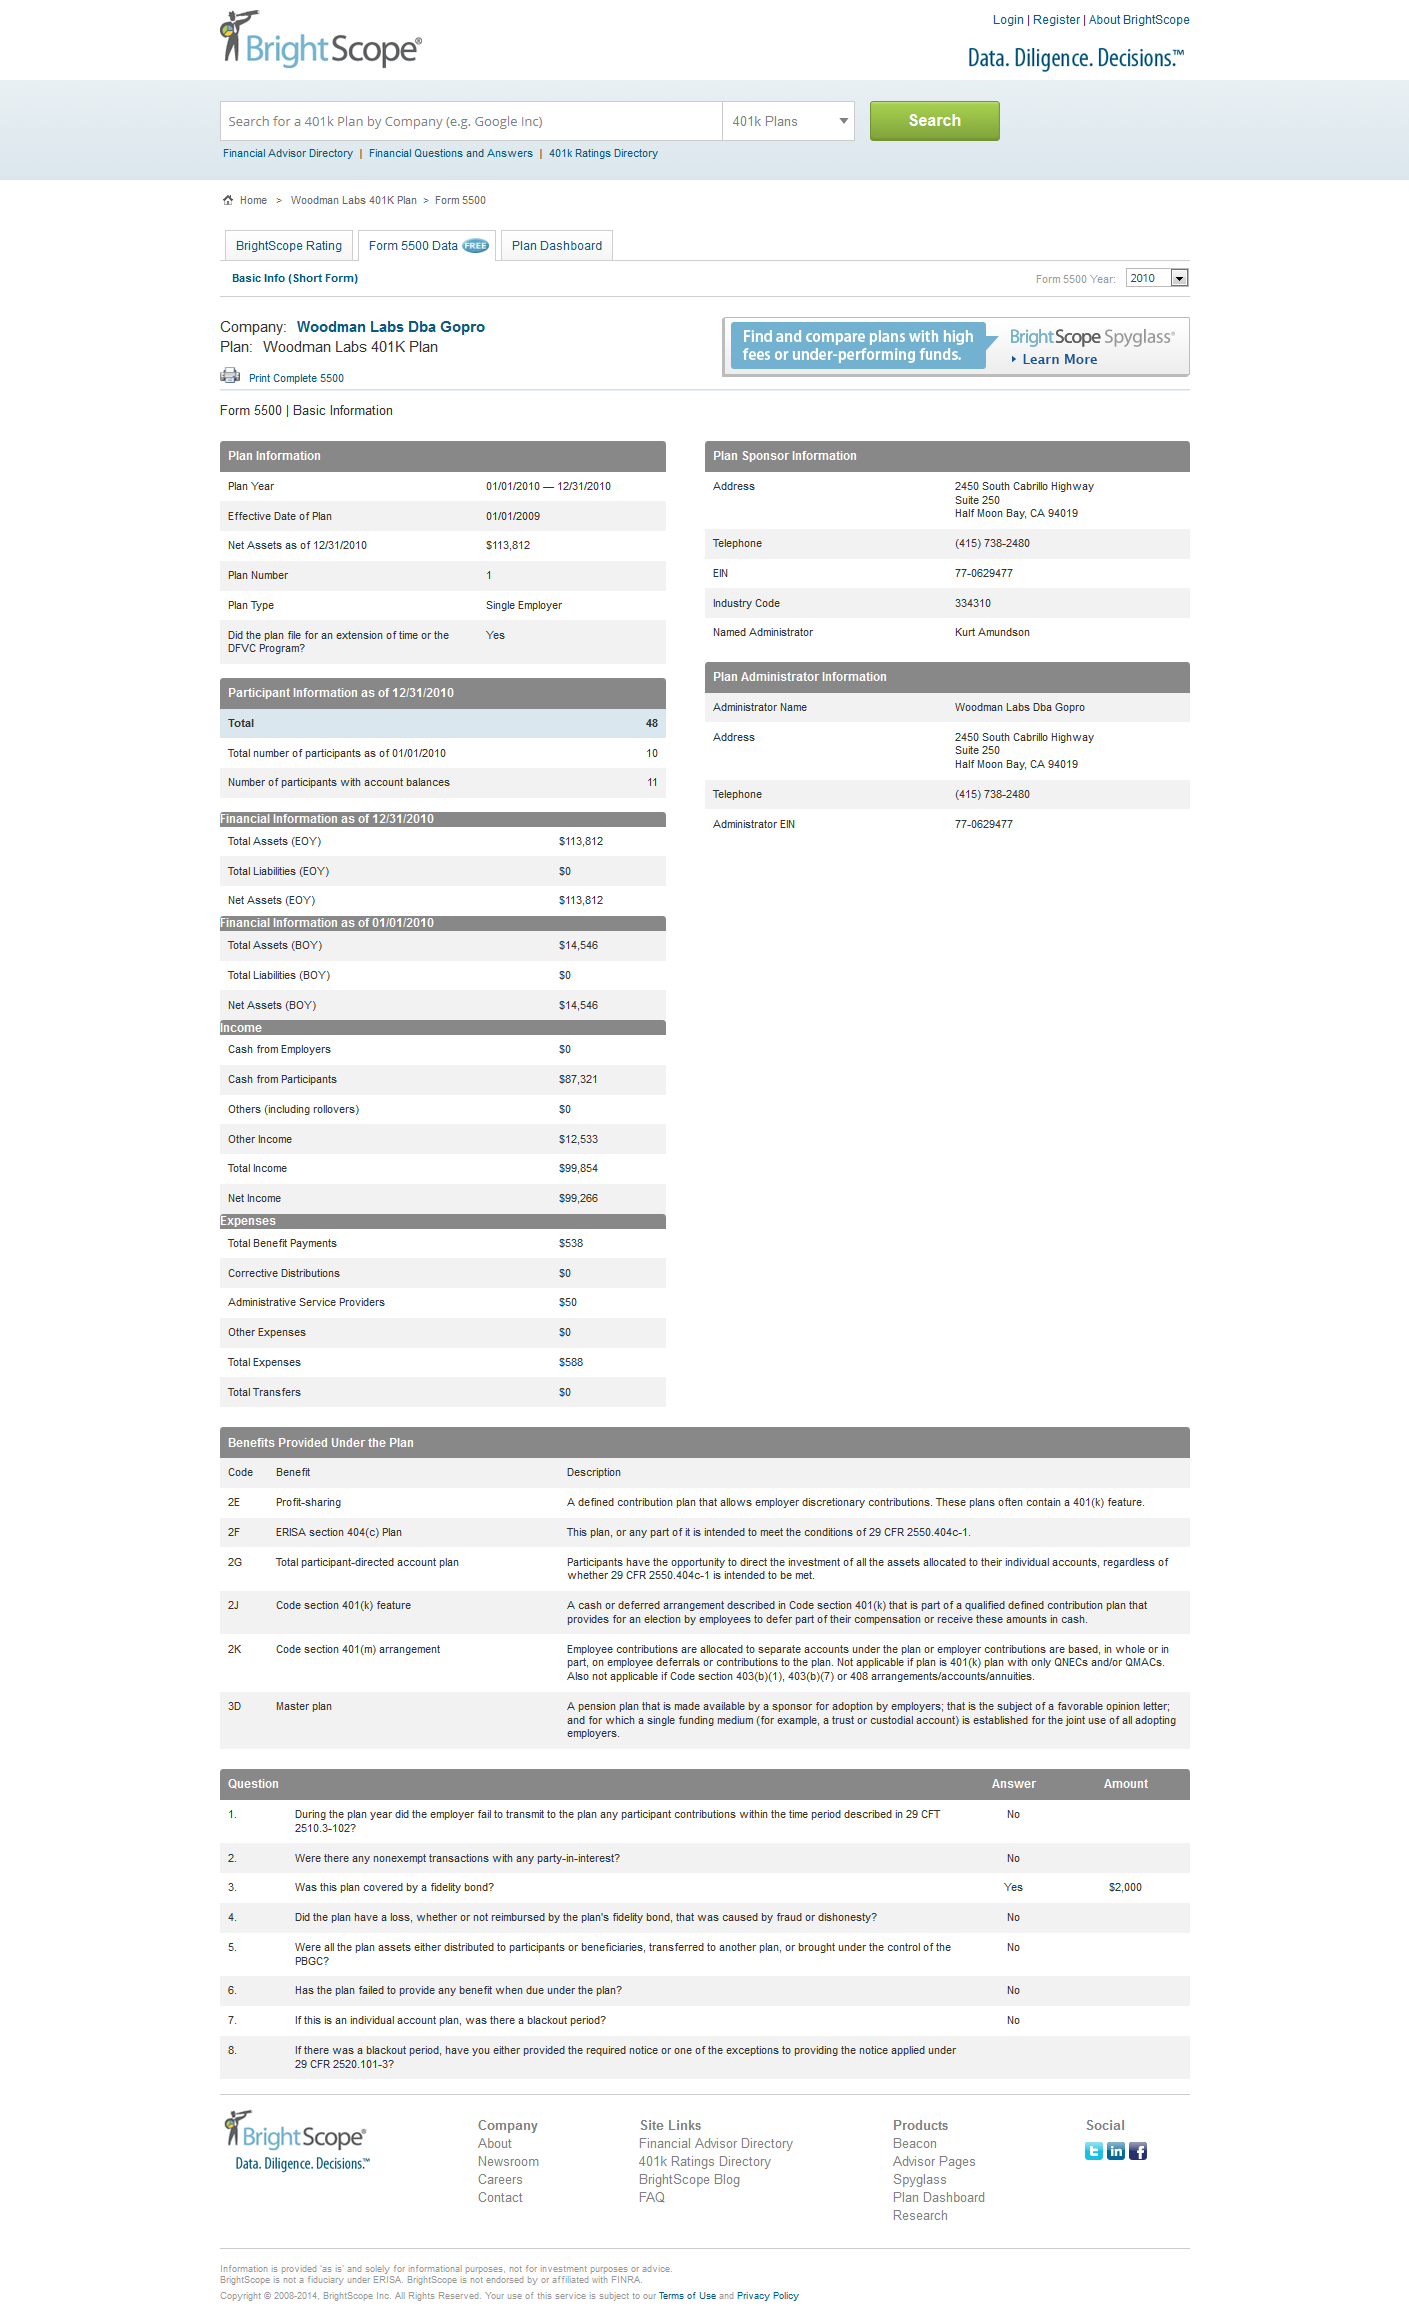 BrightScope®
Login | Register | About BrightScope
Data. Diligence. Decisions.™
Search for a 401k Plan by Company (e.g. Google Inc)
401k Plans
Search
Financial Advisor Directory | Financial Questions and Answers | 401k Ratings Directory
Home > Woodman Labs 401K Plan > Form 5500
BrightScope Rating
Form 5500 Data FREE
Plan Dashboard
Basic Info (Short Form)
Form 5500 Year: 2010
Company: Woodman Labs Dba Gopro
Plan: Woodman Labs 401K Plan
Print Complete 5500
Find and compare plans with high
fees or under-performing funds.
BrightScope Spyglass®
Learn More
Form 5500 | Basic Information
Plan Information
Plan Year 01/01/2010 — 12/31/2010
Effective Date of Plan 01/01/2009
Net Assets as of 12/31/2010 $113,812
Plan Number 1
Plan Type Single Employer
Did the plan file for an extension of time or the Yes
DFVC Program?
Participant Information as of 12/31/2010
Total 48
Total number of participants as of 01/01/2010 10
Number of participants with account balances 11
Financial Information as of 12/31/2010
Total Assets (EOY) $113,812
Total Liabilities (EOY) $0
Net Assets (EOY) $113,812
Financial Information as of 01/01/2010
Total Assets (BOY) $14,546
Total Liabilities (BOY) $0
Net Assets (BOY) $14,546
Income
Cash from Employers $0
Cash from Participants $87,321
Others (including rollovers) $0
Other Income $12,533
Total Income $99,854
Net Income $99,266
Expenses
Total Benefit Payments $538
Corrective Distributions $0
Administrative Service Providers $50
Other Expenses $0
Total Expenses $588
Total Transfers $0
Plan Sponsor Information
Address 2450 South Cabrillo Highway
Suite 250
Half Moon Bay, CA 94019
Telephone (415) 738-2480
EIN 77-0629477
Industry Code 334310
Named Administrator Kurt Amundson
Plan Administrator Information
Administrator Name Woodman Labs Dba Gopro
Address 2450 South Cabrillo Highway
Suite 250
Half Moon Bay, CA 94019
Telephone (415) 738-2480
Administrator EIN 77-0629477
Benefits Provided Under the Plan
Code Benefit Description
2E Profit-sharing A defined contribution plan that allows employer discretionary contributions. These plans often contain a 401(k) feature.
2F ERISA section 404(c) Plan This plan, or any part of it is intended to meet the conditions of 29 CFR 2550.404c-1.
2G Total participant-directed account plan Participants have the opportunity to direct the investment of all the assets allocated to their individual accounts, regardless of
whether 29 CFR 2550.404c-1 is intended to be met.
2J Code section 401(k) feature A cash or deferred arrangement described in Code section 401(k) that is part of a qualified defined contribution plan that
provides for an election by employees to defer part of their compensation or receive these amounts in cash.
2K Code section 401(m) arrangement Employee contributions are allocated to separate accounts under the plan or employer contributions are based, in whole or in
part, on employee deferrals or contributions to the plan. Not applicable if plan is 401(k) plan with only QNECs and/or QMACs.
Also not applicable if Code section 403(b)(1), 403(b)(7) or 408 arrangements/accounts/annuities.
3D Master plan A pension plan that is made available by a sponsor for adoption by employers; that is the subject of a favorable opinion letter;
and for which a single funding medium (for example, a trust or custodial account) is established for the joint use of all adopting
employers.
Question Answer Amount
1. During the plan year did the employer fail to transmit to the plan any participant contributions within the time period described in 29 CFT No
2510.3-102?
2. Were there any nonexempt transactions with any party-in-interest? No
3. Was this plan covered by a fidelity bond? Yes $2,000
4. Did the plan have a loss, whether or not reimbursed by the plan's fidelity bond, that was caused by fraud or dishonesty? No
5. Were all the plan assets either distributed to participants or beneficiaries, transferred to another plan, or brought under the control of the No
PBGC?
6. Has the plan failed to provide any benefit when due under the plan? No
7. If this is an individual account plan, was there a blackout period? No
8. If there was a blackout period, have you either provided the required notice or one of the exceptions to providing the notice applied under
29 CFR 2520.101-3?
BrightScope®
Data. Diligence. Decisions.™
Company
About
Newsroom
Careers
Contact
Site Links
Financial Advisor Directory
401k Ratings Directory
BrightScope Blog
FAQ
Products
Beacon
Advisor Pages
Spyglass
Plan Dashboard
Research
Social
Information is provided 'as is' and solely for informational purposes, not for investment purposes or advice.
BrightScope is not a fiduciary under ERISA. BrightScope is not endorsed by or affiliated with FINRA.
Copyright © 2008-2014, BrightScope Inc. All Rights Reserved. Your use of this service is subject to our Terms of Use and Privacy Policy